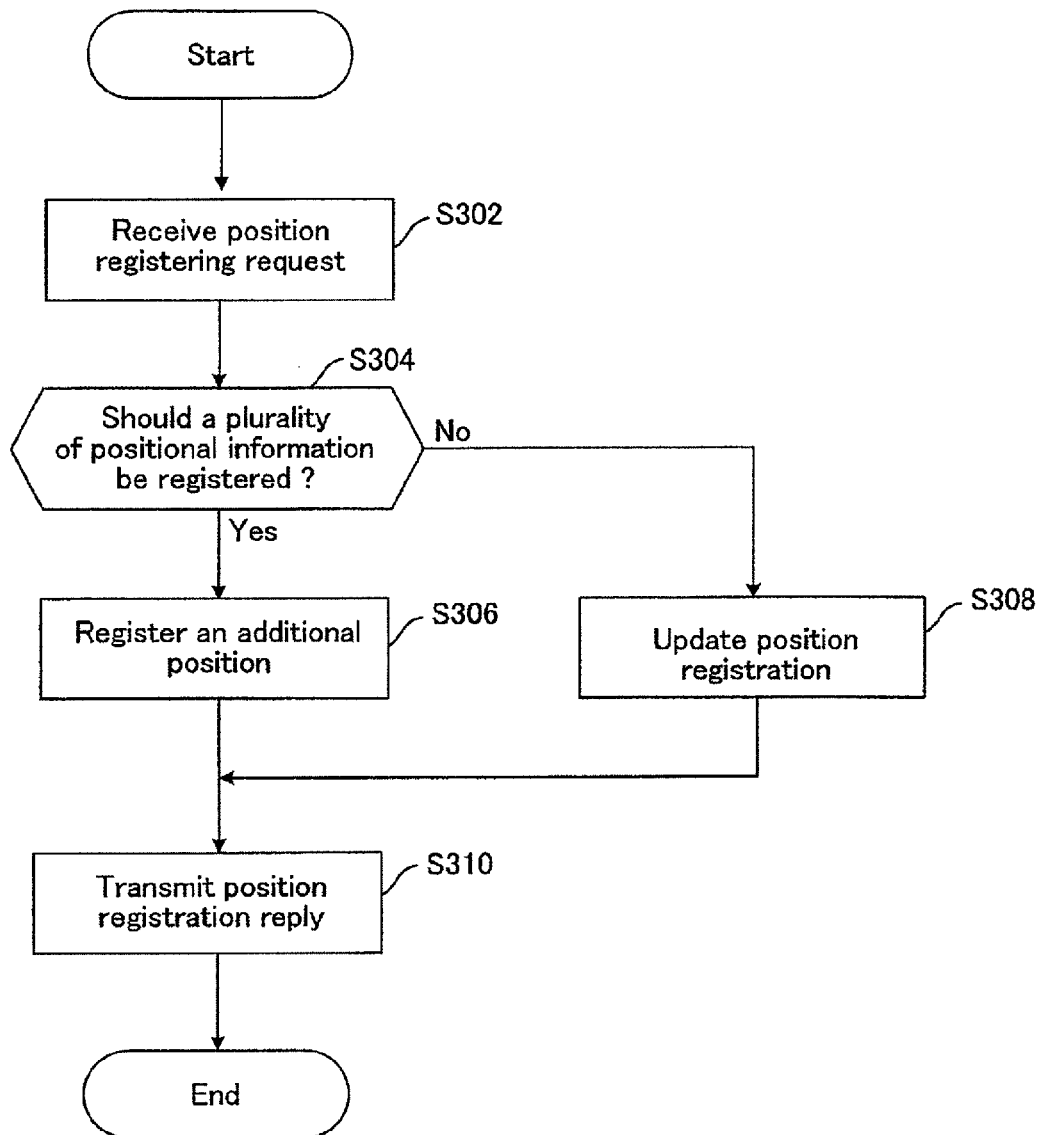 Start
S302
Receive position
registering request
S304
Should a plurality
of positional information
be registered ?
No
Yes
S306
Register an additional
position
S308
Update position
registration
S310
Transmit position
registration reply
End